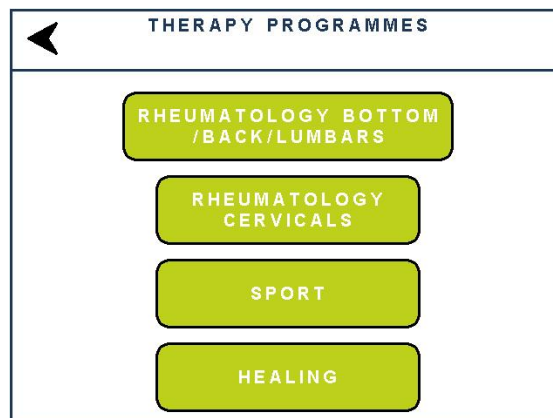 THERAPY PROGRAMMES
RHEUMATOLOGY BOTTOM
/BACK/LUMBARS
RHEUMATOLOGY
CERVICALS
SPORT
HEALING